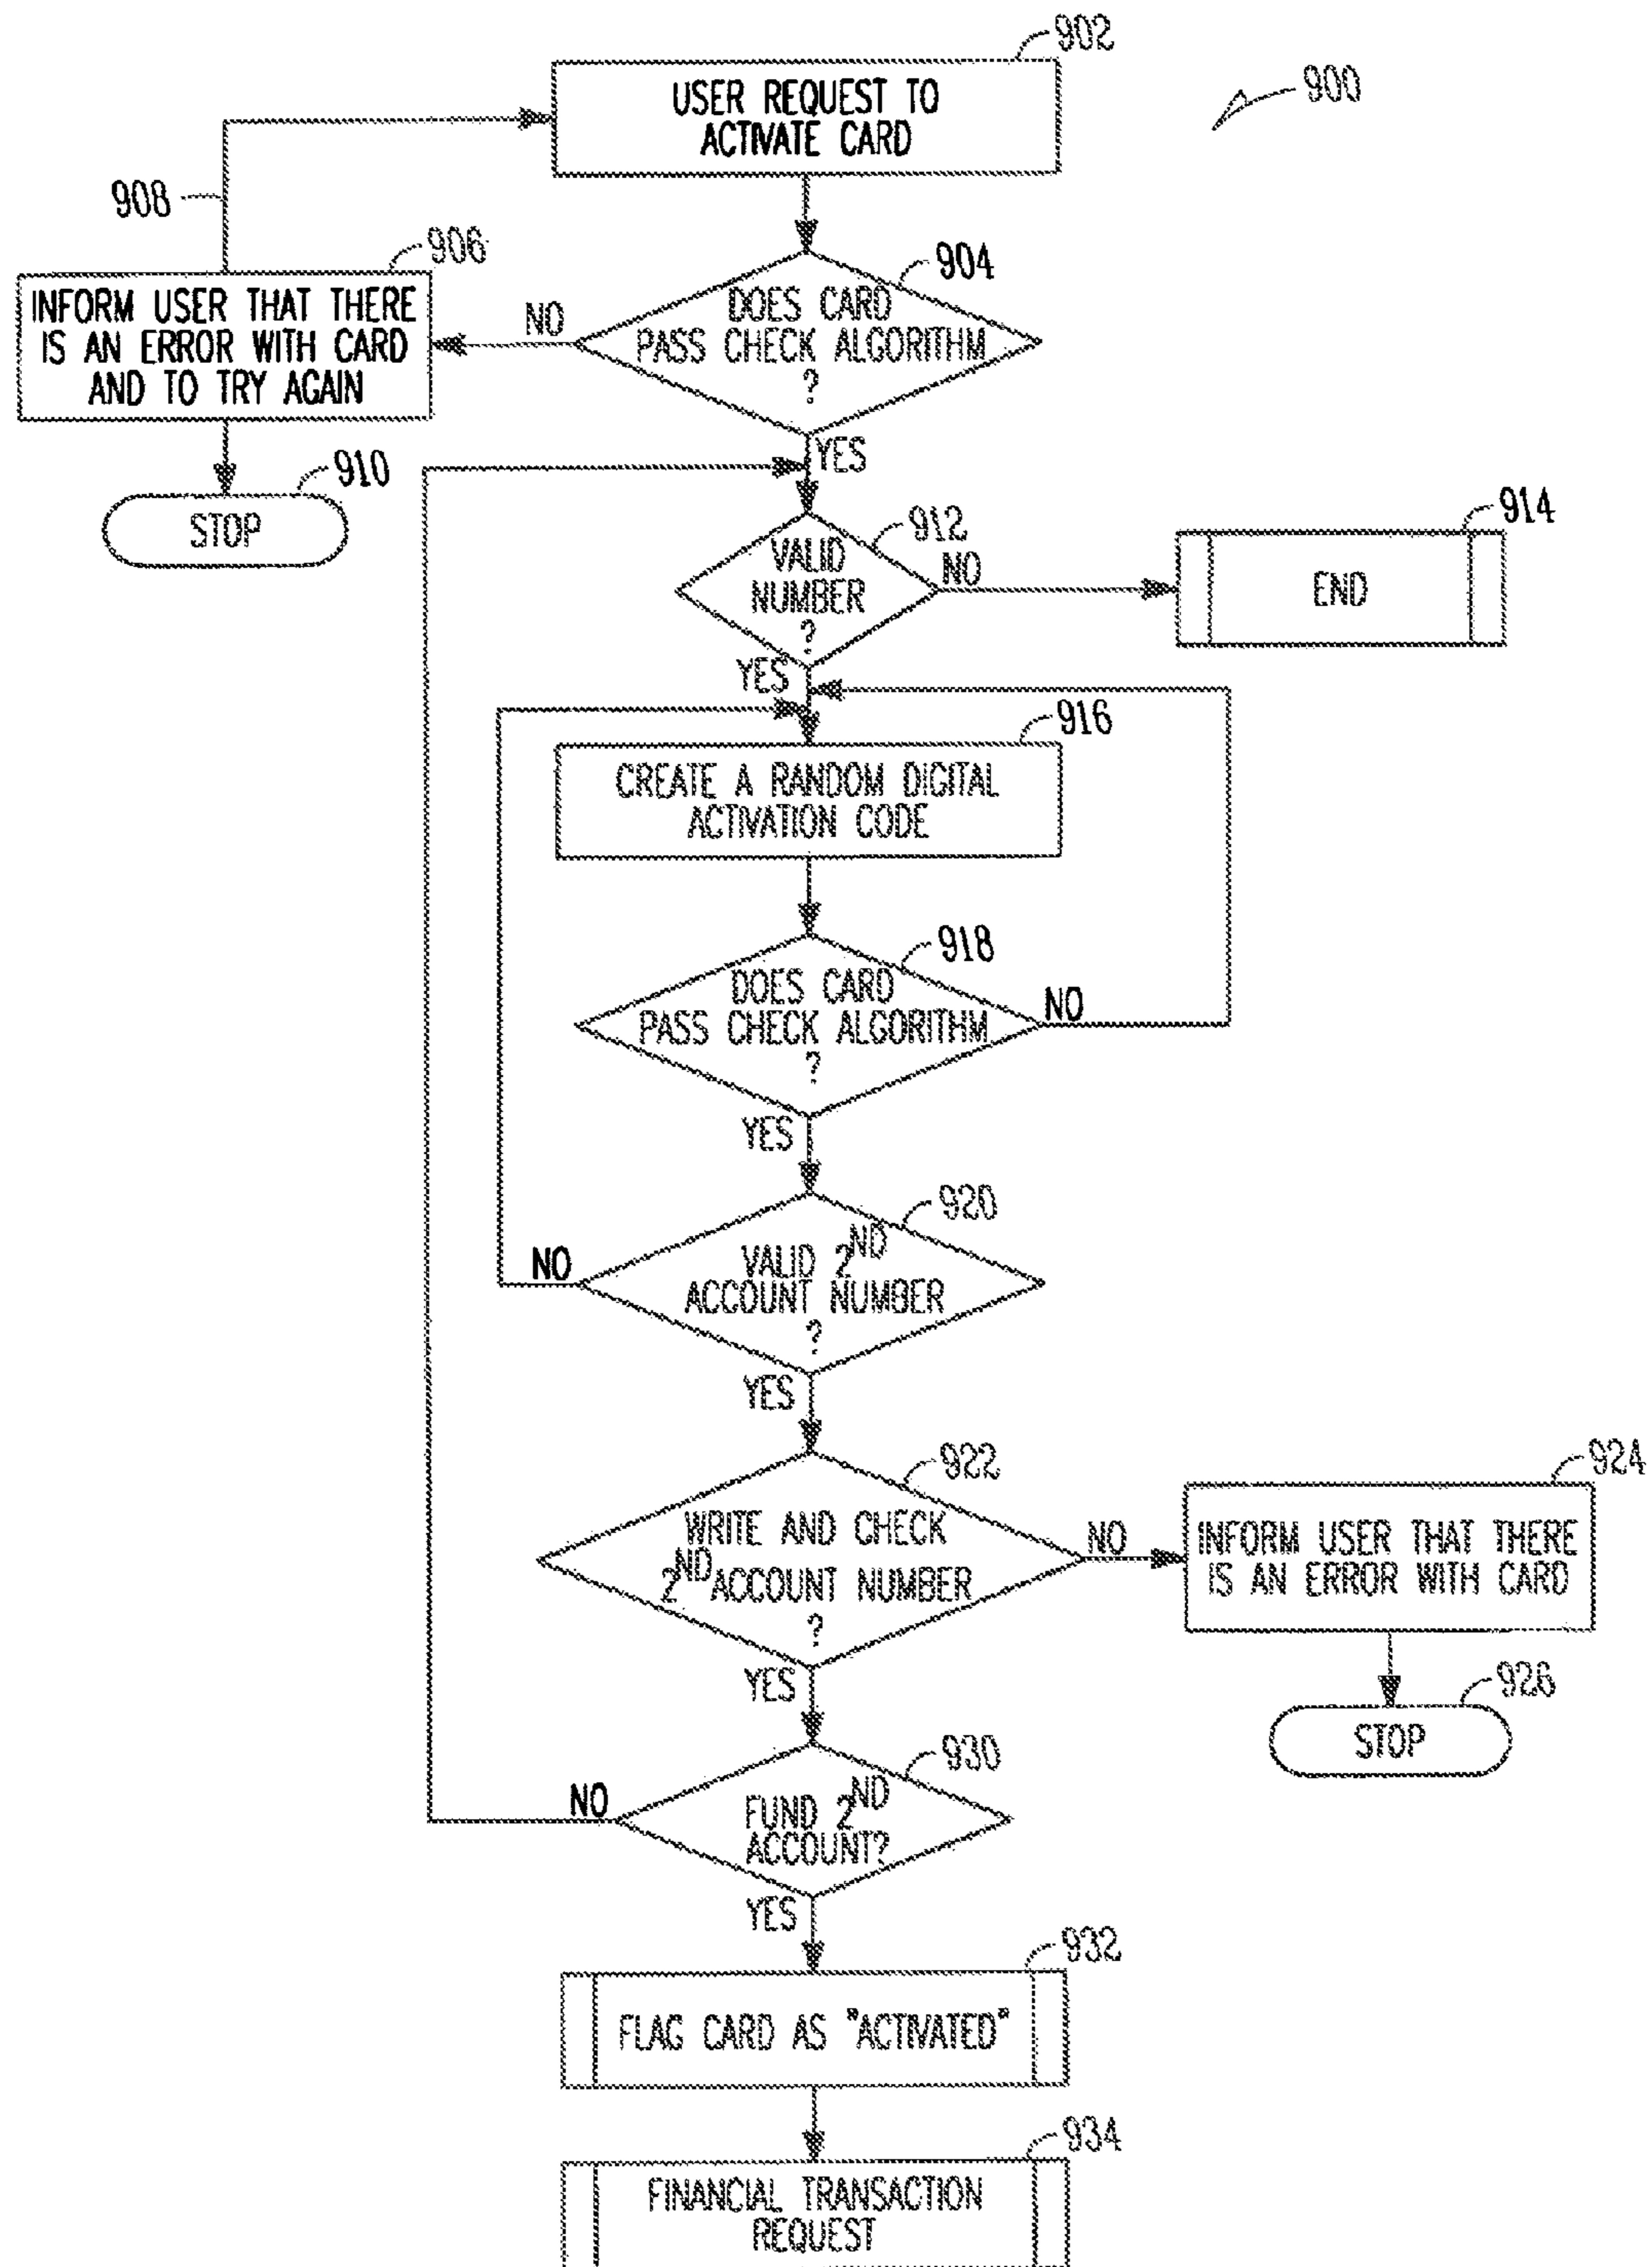 902
900
USER REQUEST TO
ACTIVATE CARD
908
906
INFORM USER THAT THERE
IS AN ERROR WITH CARD
AND TO TRY AGAIN
NO
904
DOES CARD
PASS CHECK ALGORITHM
?
YES
910
STOP
912
VALID
NUMBER
?
NO
914
END
YES
916
CREATE A RANDOM DIGITAL
ACTIVATION CODE
918
DOES CARD
PASS CHECK ALGORITHM
?
NO
YES
920
VALID 2ND
ACCOUNT NUMBER
?
NO
YES
922
WRITE AND CHECK
2ND ACCOUNT NUMBER
?
NO
924
INFORM USER THAT THERE
IS AN ERROR WITH CARD
YES
926
STOP
930
FUND 2ND
ACCOUNT?
NO
YES
932
FLAG CARD AS "ACTIVATED"
934
FINANCIAL TRANSACTION
REQUEST